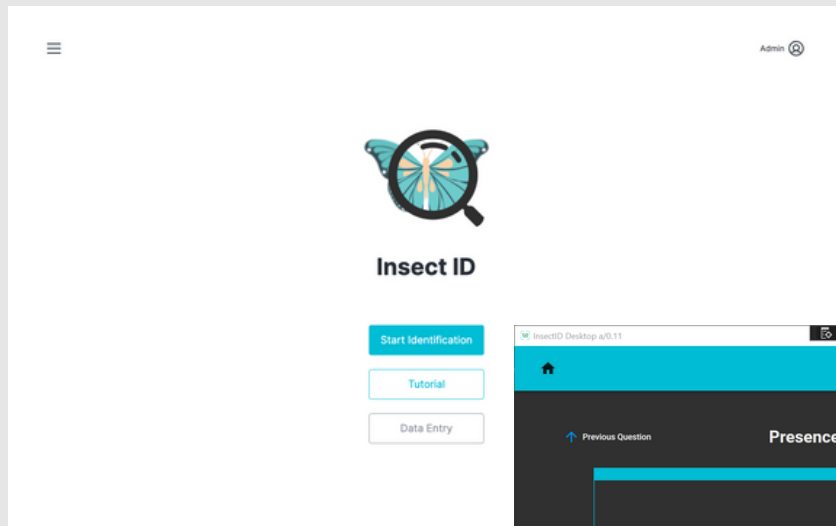 Admin
Insect ID
Start Identification
Tutorial
Data Entry
InsectID Desktop a/0.11
Previous Question
Presence